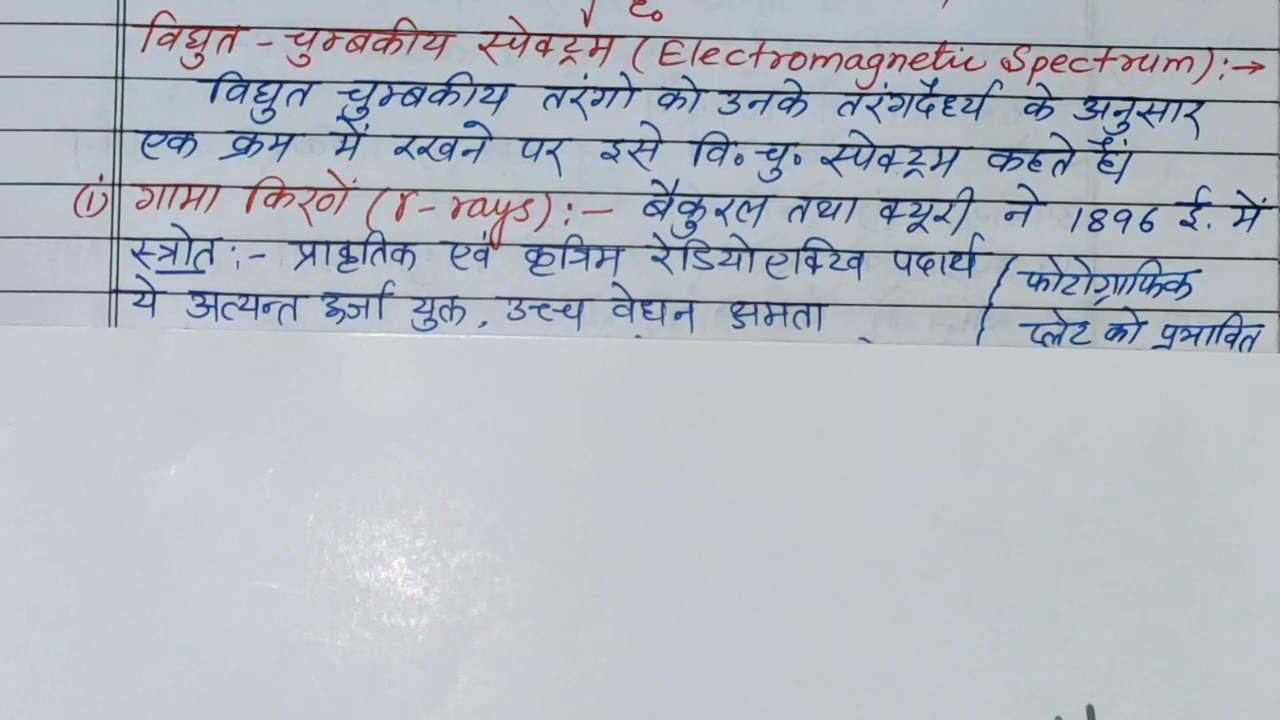 विद्युत - चुम्बकीय स्पेक्ट्रम (Electromagnetic Spectrum) :→
विद्युत चुम्बकीय तरंगो को उनके तरंगदैर्ध्य के अनुसार
एक क्रम में रखने पर इसे वि॰ चु॰ स्पेक्ट्रम कहते हैं
(i) गामा किरणें (γ-rays) :- बैकुरल तथा क्यूरी ने 1896 ई. में
स्त्रोत :- प्राकृतिक एवं कृत्रिम रेडियोएक्टिव पदार्थ / फोटोग्राफिक
ये अत्यन्त ऊर्जा युक्त, उच्च वेधन क्षमता / प्लेट को प्रभावित